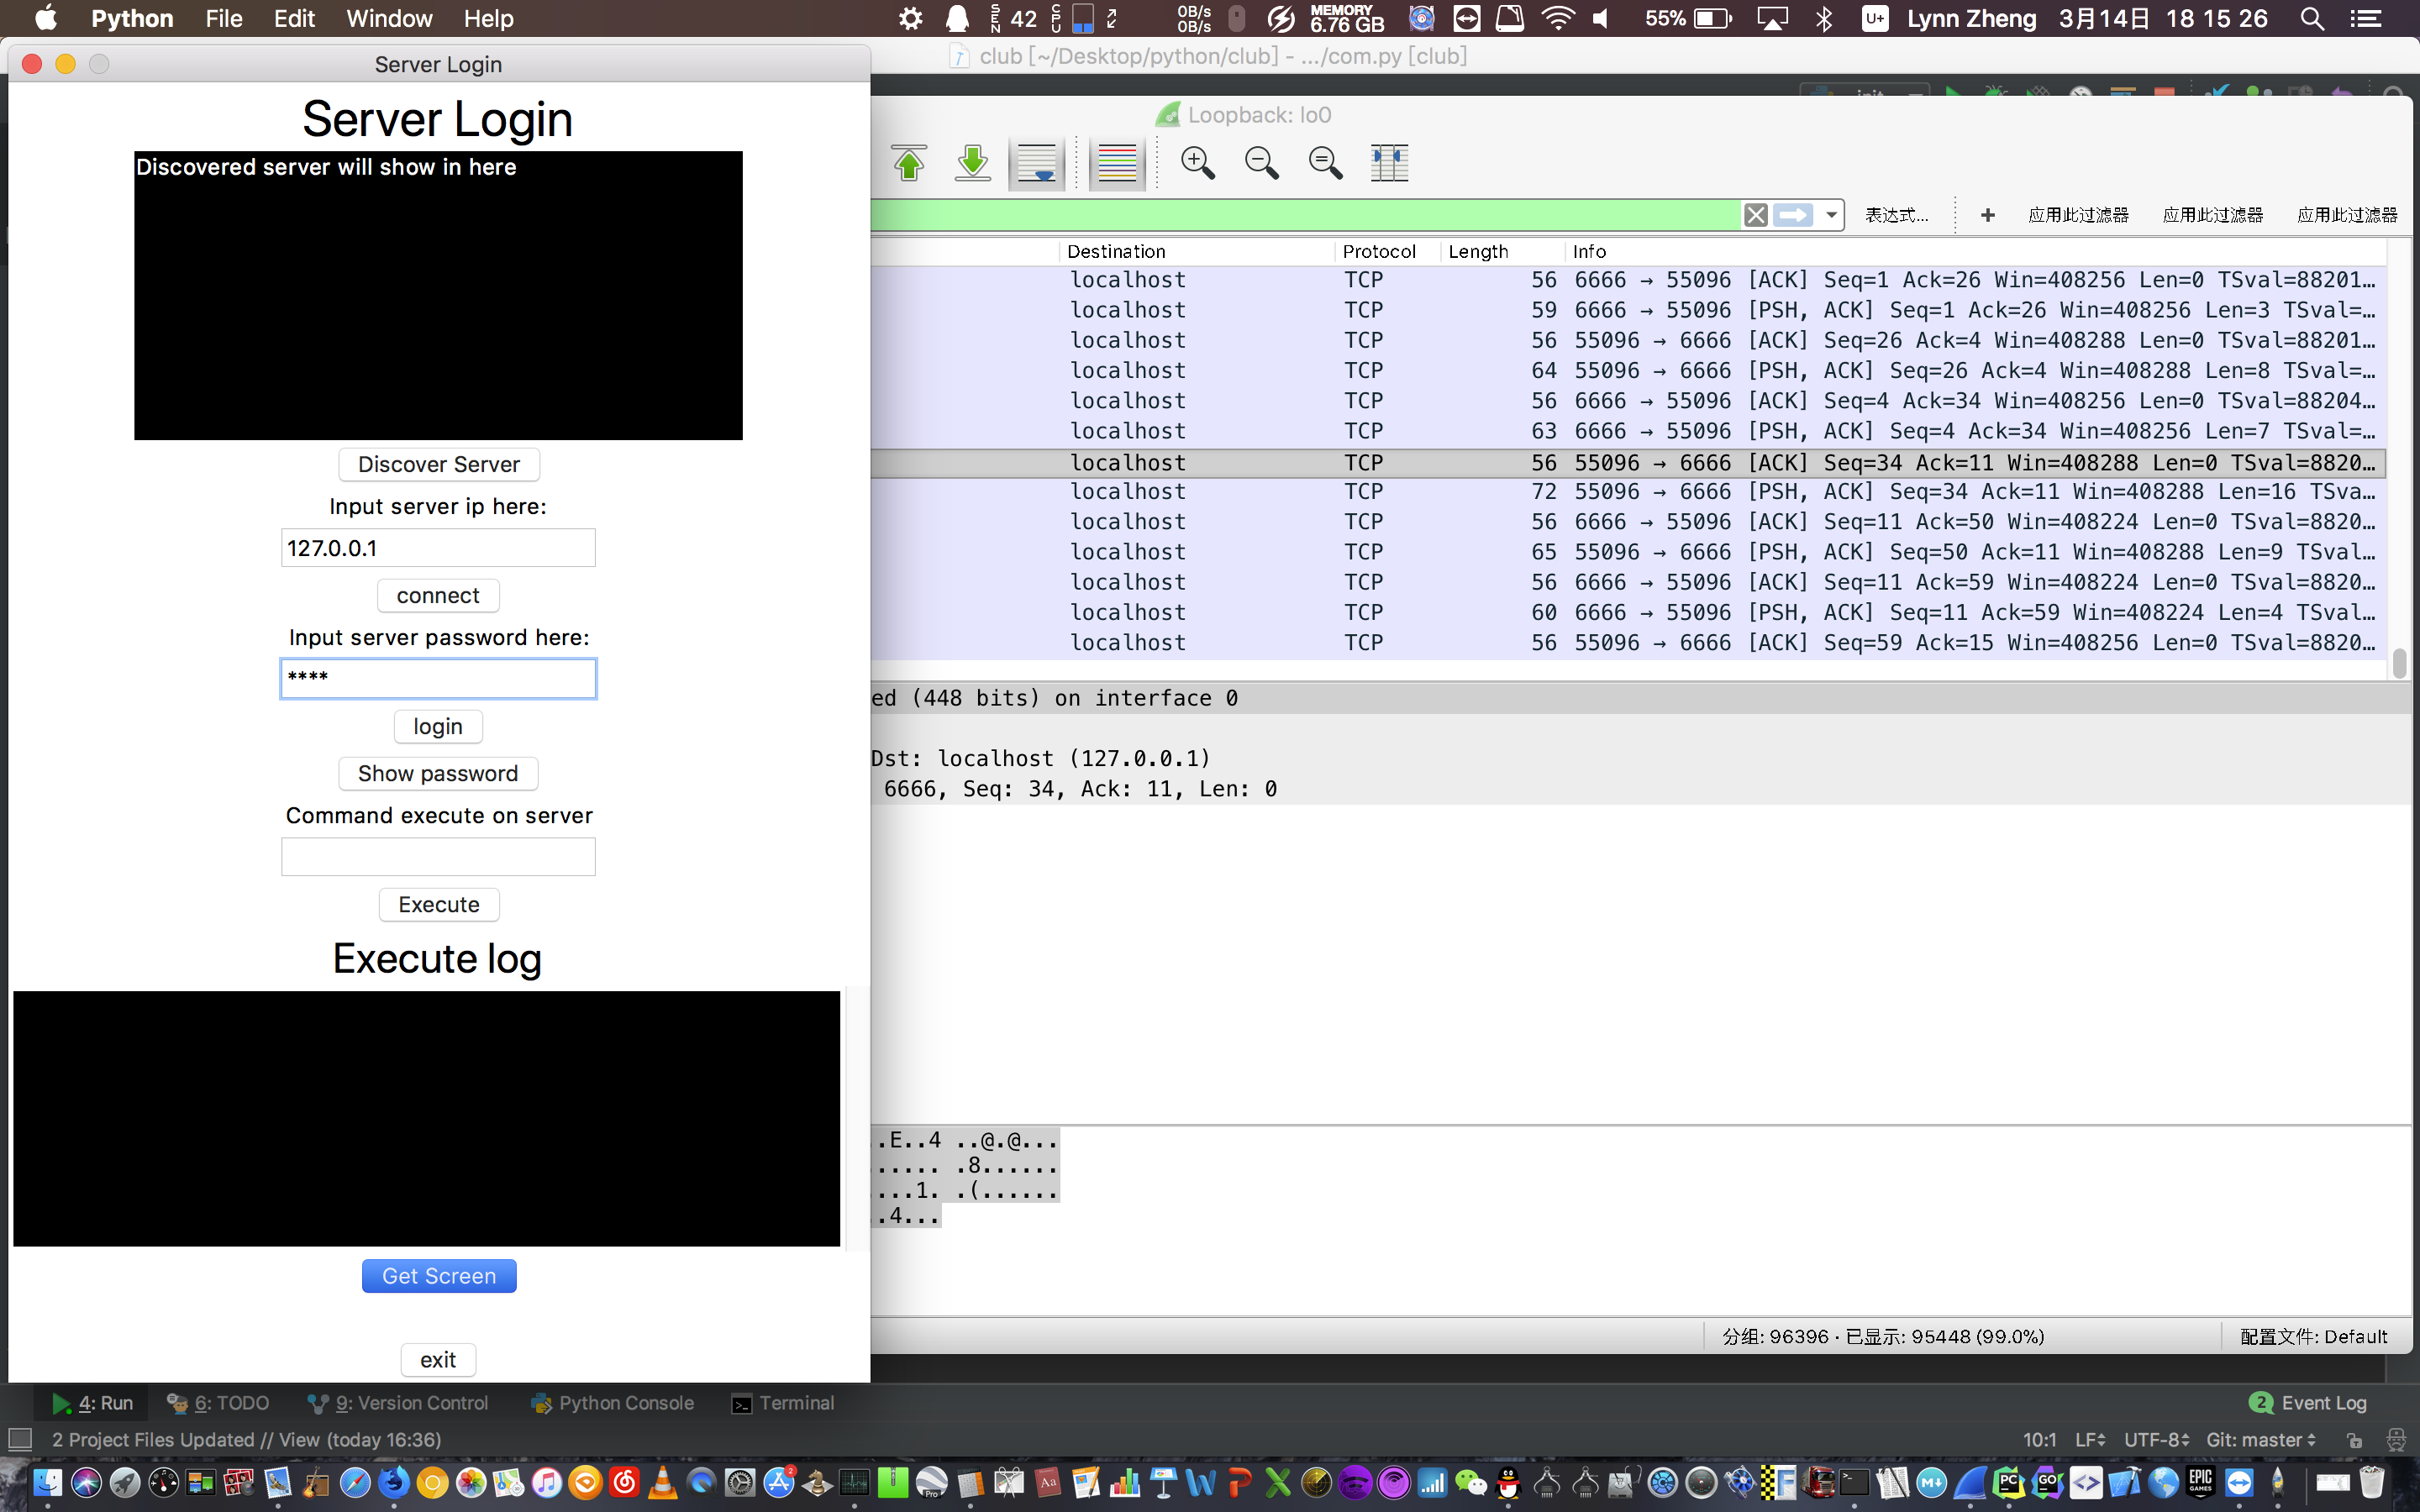 Python File Edit Window Help
SEN 42 CPU 0B/s 0B/s MEMORY 6.76 GB 55% U+ Lynn Zheng 3月14日 18 15 26
club [~/Desktop/python/club] - .../com.py [club]
Server Login
Server Login
Discovered server will show in here
Discover Server
Input server ip here:
127.0.0.1
connect
Input server password here:
****
login
Show password
Command execute on server
Execute
Execute log
Get Screen
exit
Loopback: lo0
表达式... + 应用此过滤器 应用此过滤器 应用此过滤器
Destination Protocol Length Info
localhost TCP 56 6666 → 55096 [ACK] Seq=1 Ack=26 Win=408256 Len=0 TSval=88201…
localhost TCP 59 6666 → 55096 [PSH, ACK] Seq=1 Ack=26 Win=408256 Len=3 TSval=…
localhost TCP 56 55096 → 6666 [ACK] Seq=26 Ack=4 Win=408288 Len=0 TSval=88201…
localhost TCP 64 55096 → 6666 [PSH, ACK] Seq=26 Ack=4 Win=408288 Len=8 TSval=…
localhost TCP 56 6666 → 55096 [ACK] Seq=4 Ack=34 Win=408256 Len=0 TSval=88204…
localhost TCP 63 6666 → 55096 [PSH, ACK] Seq=4 Ack=34 Win=408256 Len=7 TSval=…
localhost TCP 56 55096 → 6666 [ACK] Seq=34 Ack=11 Win=408288 Len=0 TSval=8820…
localhost TCP 72 55096 → 6666 [PSH, ACK] Seq=34 Ack=11 Win=408288 Len=16 TSva…
localhost TCP 56 6666 → 55096 [ACK] Seq=11 Ack=50 Win=408224 Len=0 TSval=8820…
localhost TCP 65 55096 → 6666 [PSH, ACK] Seq=50 Ack=11 Win=408288 Len=9 TSval…
localhost TCP 56 6666 → 55096 [ACK] Seq=11 Ack=59 Win=408224 Len=0 TSval=8820…
localhost TCP 60 6666 → 55096 [PSH, ACK] Seq=11 Ack=59 Win=408224 Len=4 TSval…
localhost TCP 56 55096 → 6666 [ACK] Seq=59 Ack=15 Win=408256 Len=0 TSval=8820…
ed (448 bits) on interface 0
Dst: localhost (127.0.0.1)
6666, Seq: 34, Ack: 11, Len: 0
..E..4 ..@.@...
...... .8......
....1. .(......
..4...
分组: 96396 · 已显示: 95448 (99.0%) 配置文件: Default
4: Run 6: TODO 9: Version Control Python Console Terminal 2 Event Log
2 Project Files Updated // View (today 16:36) 10:1 LF UTF-8 Git: master